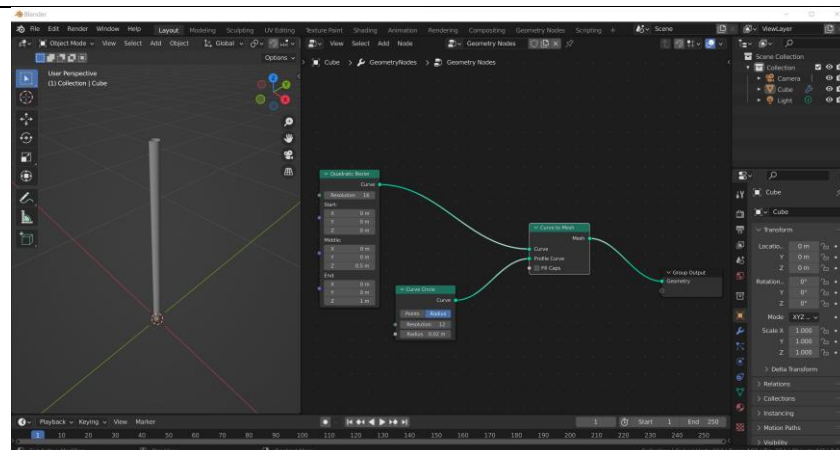 Blender
File Edit Render Window Help Layout Modeling Sculpting UV Editing Texture Paint Shading Animation Rendering Compositing Geometry Nodes Scripting + Scene ViewLayer
Object Mode View Select Add Object Global View Select Add Node Geometry Nodes
Options
Cube > GeometryNodes > Geometry Nodes
User Perspective
(1) Collection | Cube
Scene Collection
Collection
Camera
Cube
Light
Quadratic Bezier
Curve
Resolution 16
Start:
X 0 m
Y 0 m
Z 0 m
Middle:
X 0 m
Y 0 m
Z 0.5 m
End:
X 0 m
Y 0 m
Z 1 m
Curve Circle
Curve
Points Radius
Resolution 12
Radius 0.02 m
Curve to Mesh
Mesh
Curve
Profile Curve
Fill Caps
Group Output
Geometry
Cube
Cube
Transform
Locatio.. 0 m
Y 0 m
Z 0 m
Rotation.. 0°
Y 0°
Z 0°
Mode XYZ ..
Scale X 1.000
Y 1.000
Z 1.000
Delta Transform
Relations
Collections
Instancing
Motion Paths
Visibility
Playback Keying View Marker 1 Start 1 End 250
1 10 20 30 40 50 60 70 80 90 100 110 120 130 140 150 160 170 180 190 200 210 220 230 240 250